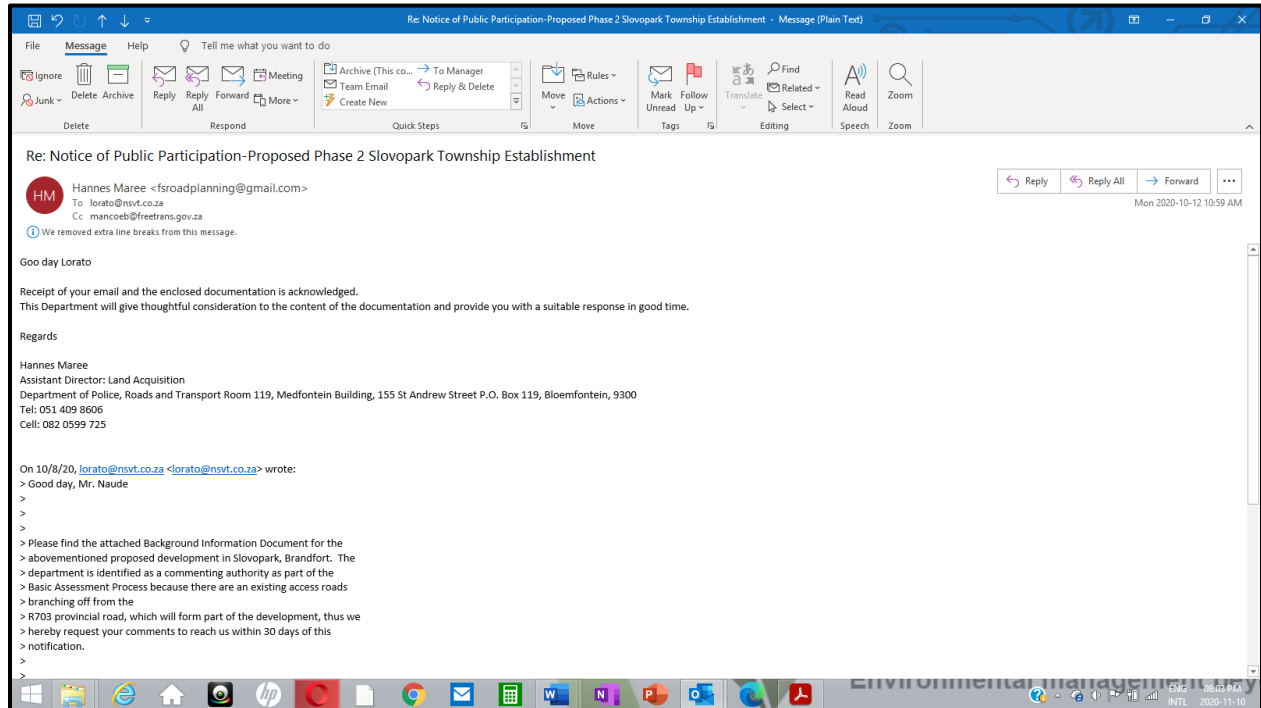 Re: Notice of Public Participation-Proposed Phase 2 Slovopark Township Establishment - Message (Plain Text)
File Message Help Tell me what you want to do
Ignore
Junk
Delete Archive
Reply Reply All Forward
Meeting
More
Archive (This co... To Manager
Team Email Reply & Delete
Create New
Move
Rules
Actions
Mark Unread Follow Up
Translate
Find
Related
Select
Read Aloud
Zoom
Delete Respond Quick Steps Move Tags Editing Speech Zoom
Re: Notice of Public Participation-Proposed Phase 2 Slovopark Township Establishment
HM
Hannes Maree <fsroadplanning@gmail.com>
To lorato@nsvt.co.za
Cc mancoeb@freetrans.gov.za
Reply Reply All Forward ...
Mon 2020-10-12 10:59 AM
We removed extra line breaks from this message.
Goo day Lorato
Receipt of your email and the enclosed documentation is acknowledged.
This Department will give thoughtful consideration to the content of the documentation and provide you with a suitable response in good time.
Regards
Hannes Maree
Assistant Director: Land Acquisition
Department of Police, Roads and Transport Room 119, Medfontein Building, 155 St Andrew Street P.O. Box 119, Bloemfontein, 9300
Tel: 051 409 8606
Cell: 082 0599 725
On 10/8/20, lorato@nsvt.co.za <lorato@nsvt.co.za> wrote:
> Good day, Mr. Naude
>
>
>
> Please find the attached Background Information Document for the
> abovementioned proposed development in Slovopark, Brandfort. The
> department is identified as a commenting authority as part of the
> Basic Assessment Process because there are an existing access roads
> branching off from the
> R703 provincial road, which will form part of the development, thus we
> hereby request your comments to reach us within 30 days of this
> notification.
>
>
Environmental management
ENG 08:03 PM
INTL 2020-11-10